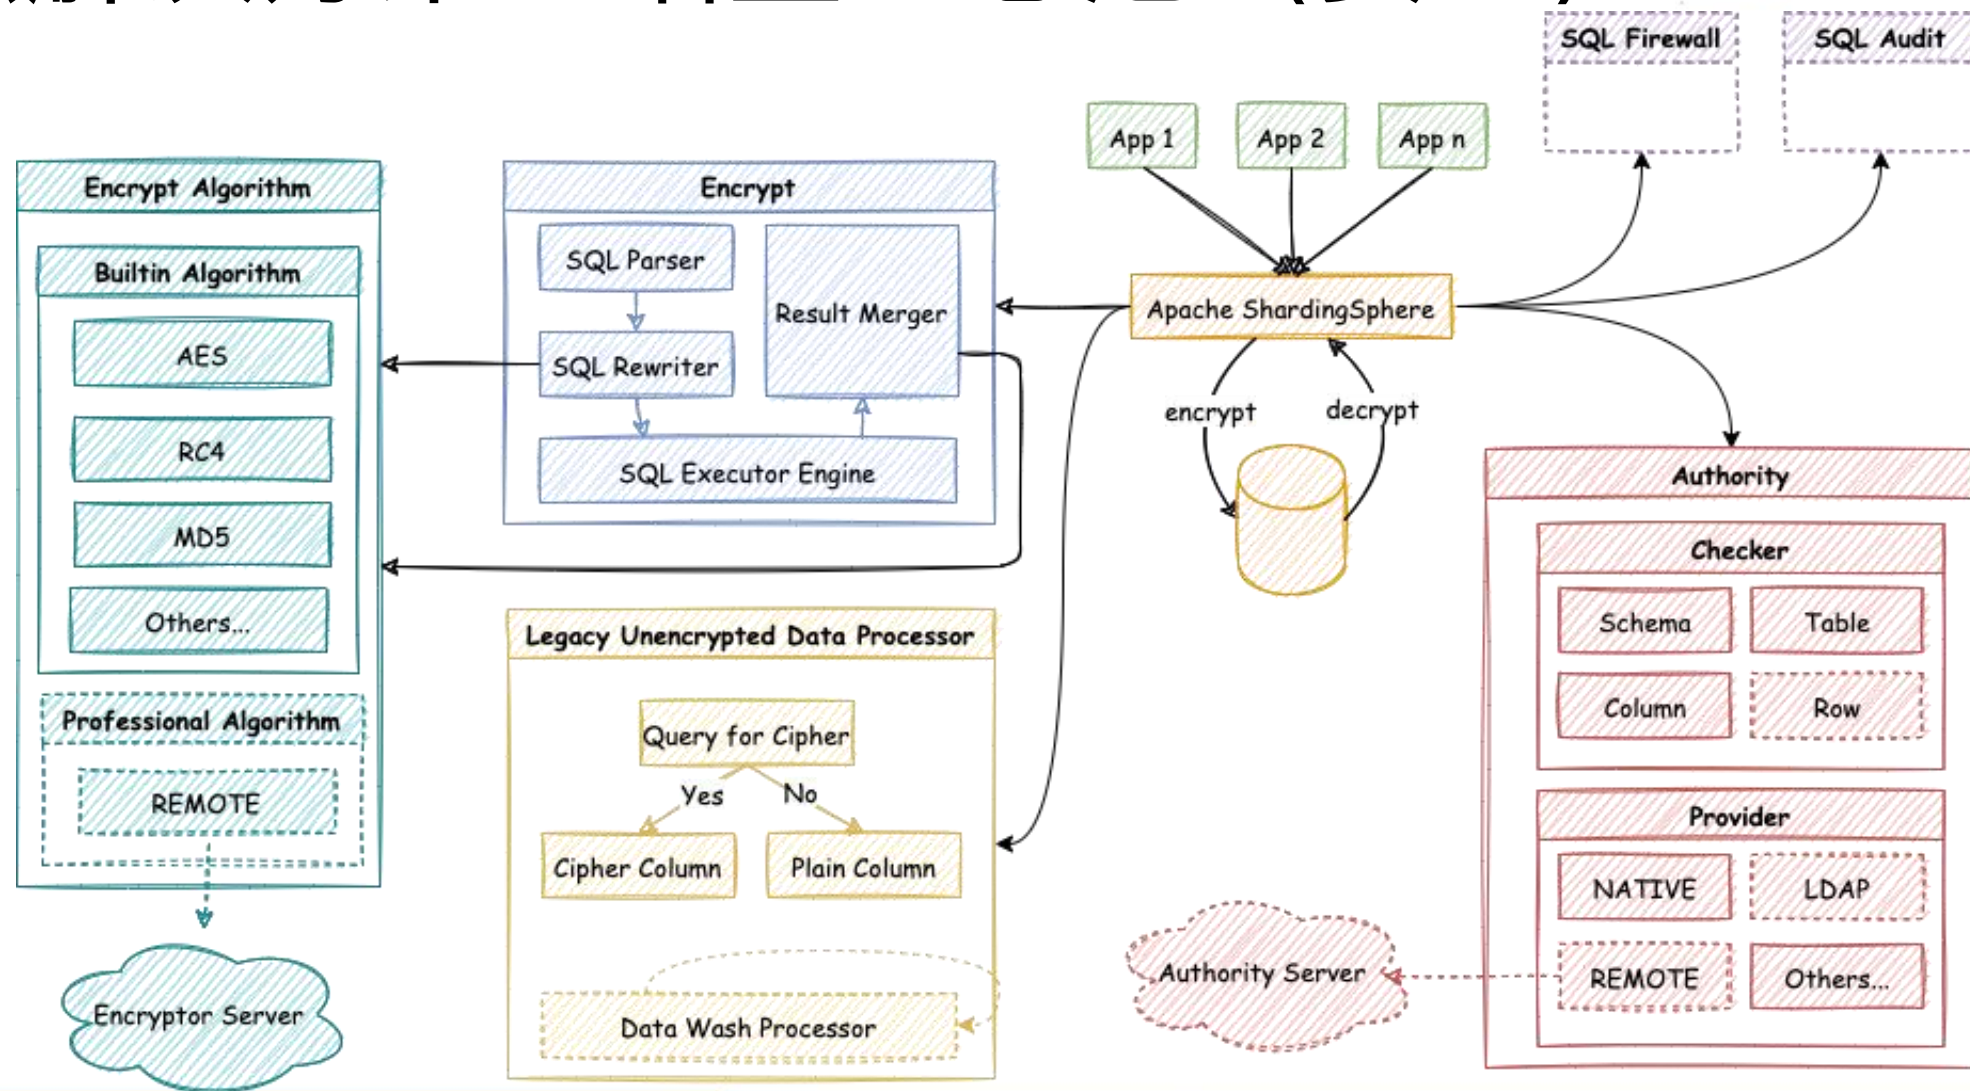 SQL Firewall
SQL Audit
App 1
App 2
App n
Encrypt Algorithm
Builtin Algorithm
AES
RC4
MD5
Others...
Professional Algorithm
REMOTE
Encryptor Server
Encrypt
SQL Parser
Result Merger
SQL Rewriter
SQL Executor Engine
Apache ShardingSphere
encrypt
decrypt
Legacy Unencrypted Data Processor
Query for Cipher
Yes
No
Cipher Column
Plain Column
Data Wash Processor
Authority
Checker
Schema
Table
Column
Row
Provider
NATIVE
LDAP
REMOTE
Others...
Authority Server